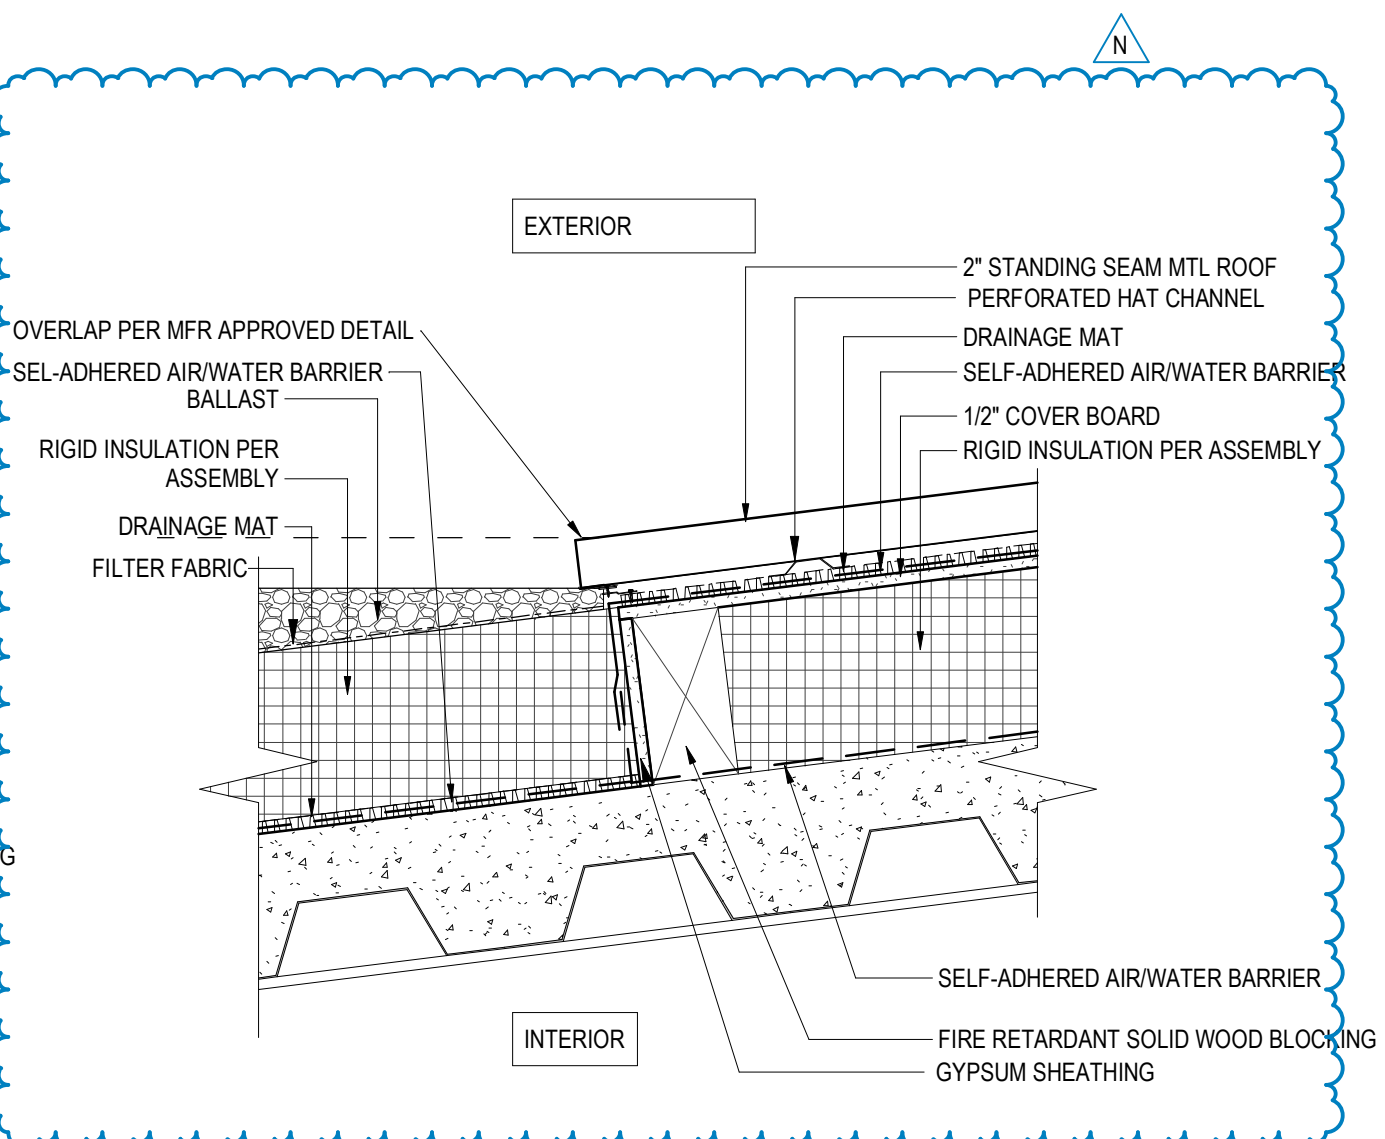 N
EXTERIOR
2" STANDING SEAM MTL ROOF
PERFORATED HAT CHANNEL
DRAINAGE MAT
SELF-ADHERED AIR/WATER BARRIER
1/2" COVER BOARD
RIGID INSULATION PER ASSEMBLY
OVERLAP PER MFR APPROVED DETAIL
SEL-ADHERED AIR/WATER BARRIER
BALLAST
RIGID INSULATION PER
ASSEMBLY
DRAINAGE MAT
FILTER FABRIC
G
SELF-ADHERED AIR/WATER BARRIER
FIRE RETARDANT SOLID WOOD BLOCKING
GYPSUM SHEATHING
INTERIOR